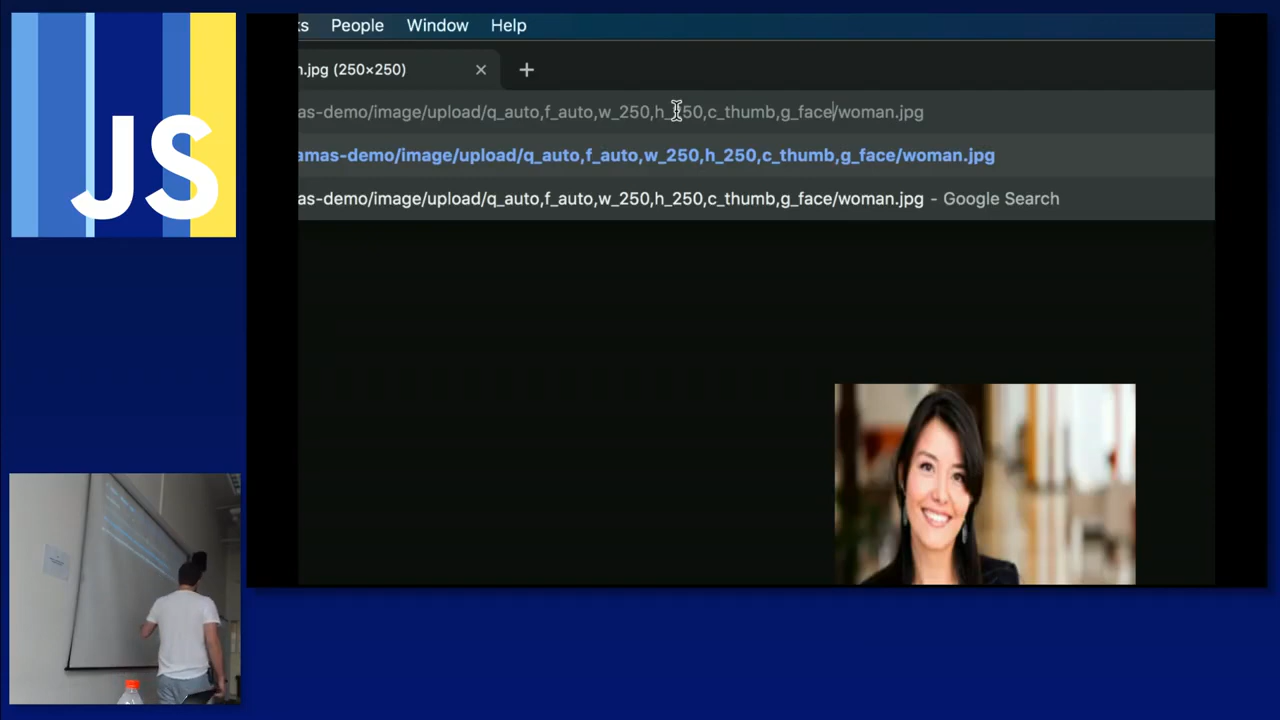 JS
ks People Window Help
n.jpg (250×250)
as-demo/image/upload/q_auto,f_auto,w_250,h_250,c_thumb,g_face/woman.jpg
amas-demo/image/upload/q_auto,f_auto,w_250,h_250,c_thumb,g_face/woman.jpg
as-demo/image/upload/q_auto,f_auto,w_250,h_250,c_thumb,g_face/woman.jpg - Google Search